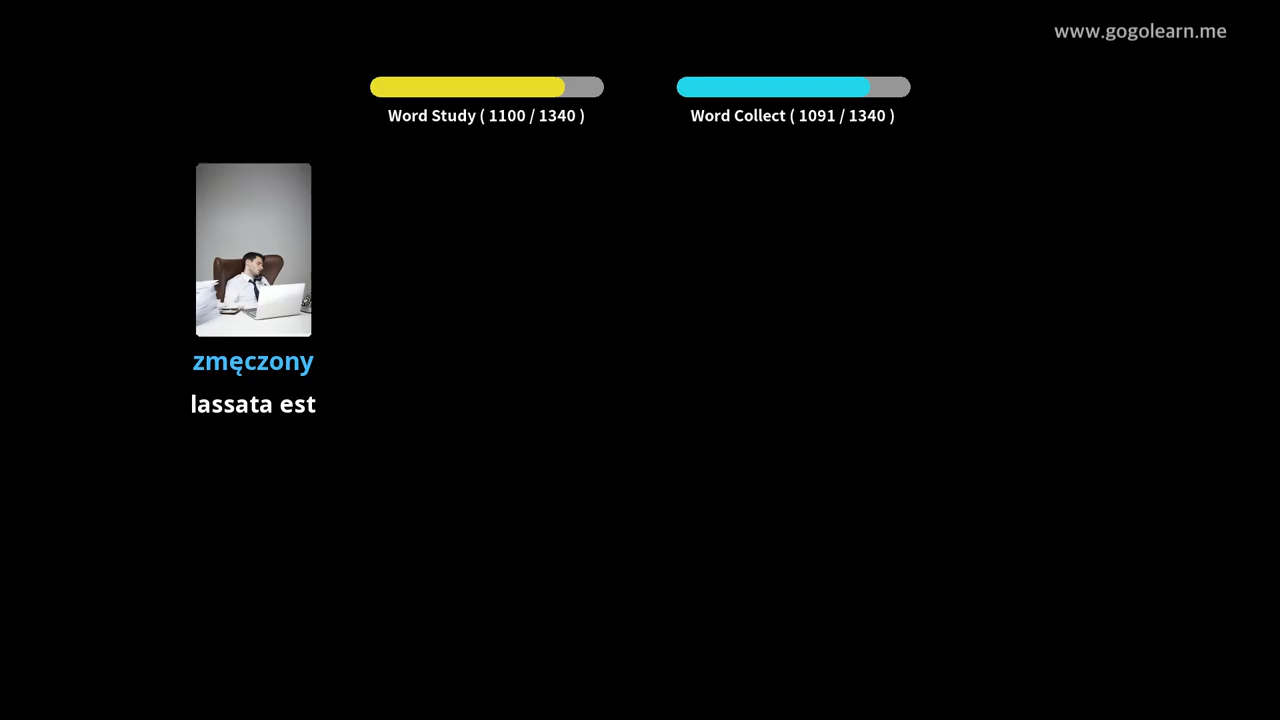 www.gogolearn.me
Word Study ( 1100 / 1340 )
Word Collect ( 1091 / 1340 )
zmęczony
lassata est